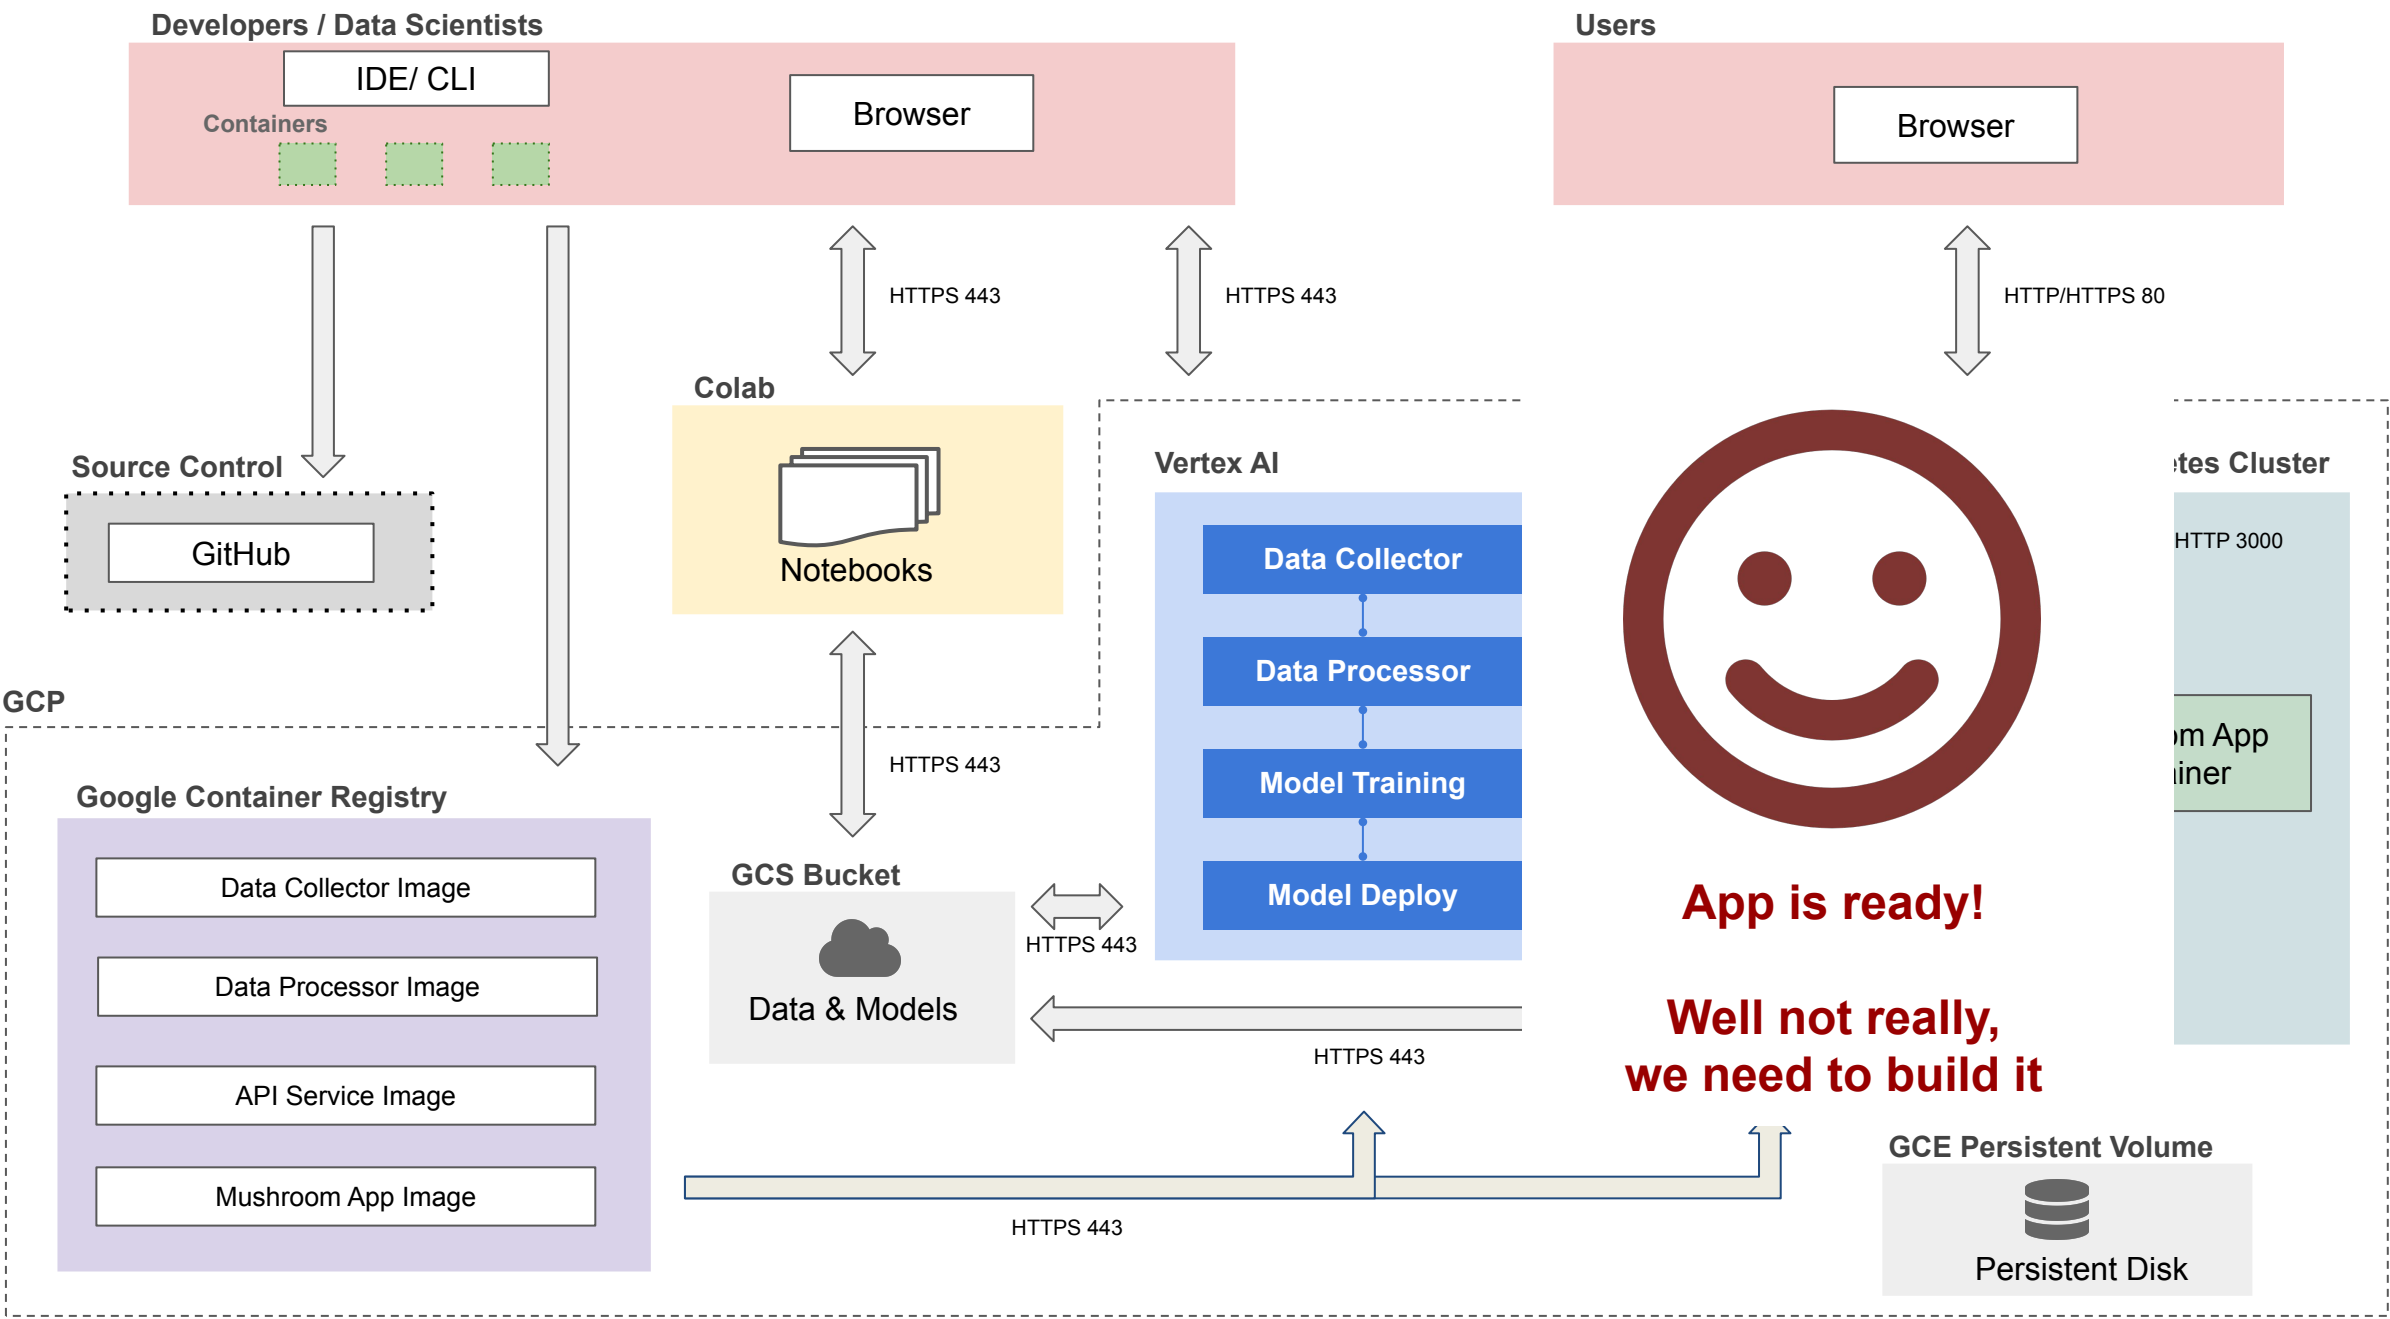 Developers / Data Scientists
Users
IDE/ CLI
Containers
Browser
Browser
HTTPS 443
HTTPS 443
HTTP/HTTPS 80
Colab
Notebooks
Source Control
GitHub
Vertex AI
Data Collector
Data Processor
Model Training
Model Deploy
Cluster
HTTP 3000
App
GCP
HTTPS 443
Google Container Registry
Data Collector Image
Data Processor Image
API Service Image
Mushroom App Image
GCS Bucket
Data & Models
HTTPS 443
HTTPS 443
App is ready!
Well not really,
we need to build it
HTTPS 443
GCE Persistent Volume
Persistent Disk